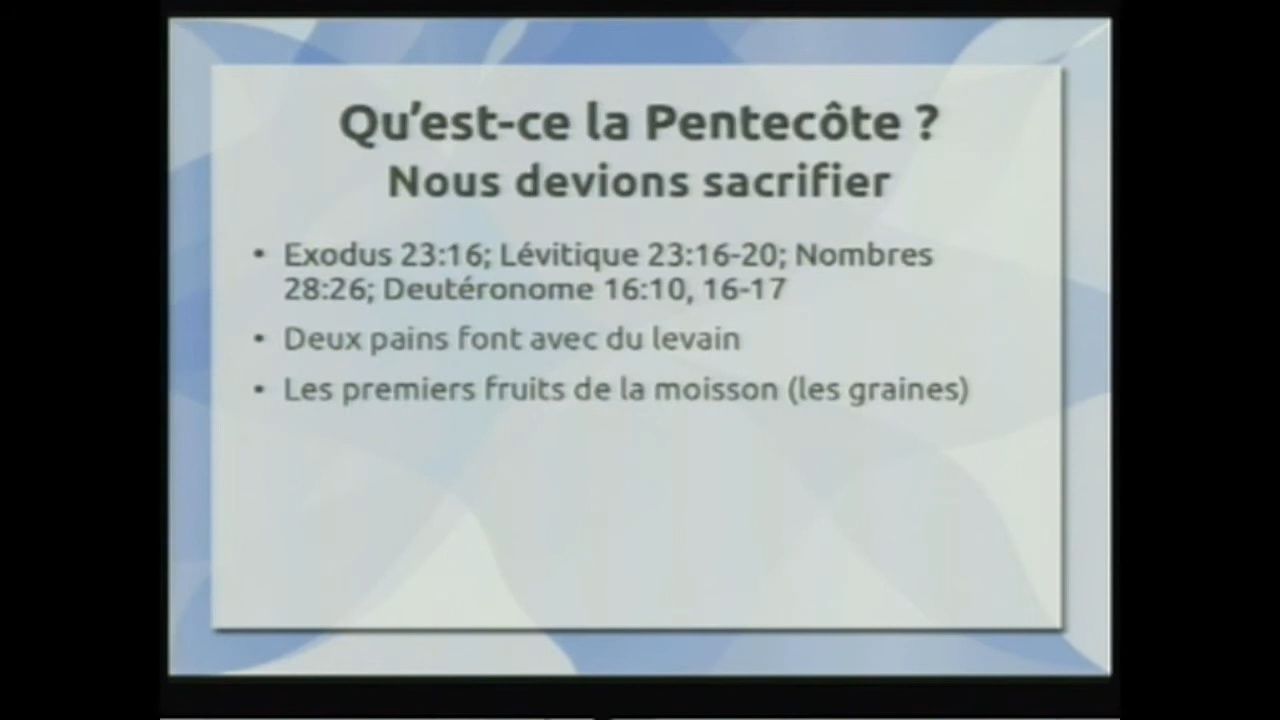 Qu'est-ce la Pentecôte ?
Nous devions sacrifier
• Exodus 23:16; Lévitique 23:16-20; Nombres
28:26; Deutéronome 16:10, 16-17
• Deux pains font avec du levain
• Les premiers fruits de la moisson (les graines)